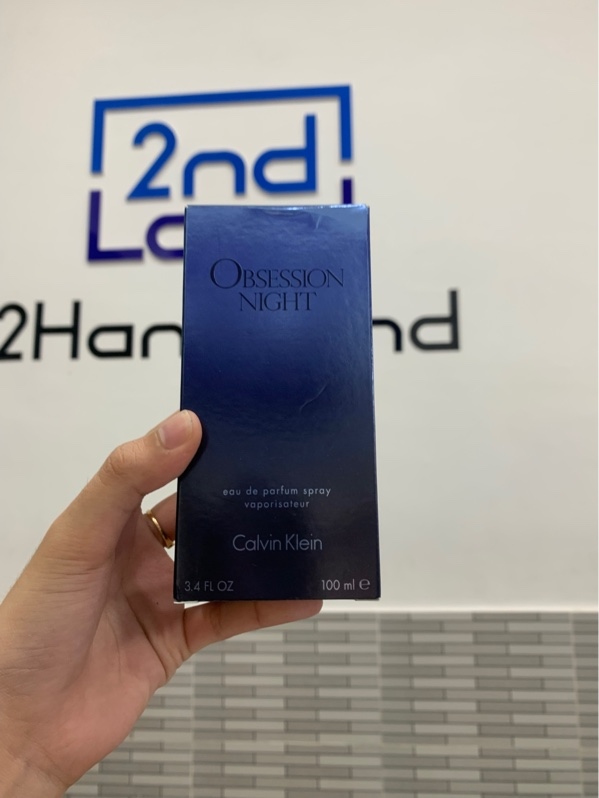 2nd
OBSESSION
NIGHT
eau de parfum spray
vaporisateur
Calvin Klein
3.4 FL OZ 100 ml e